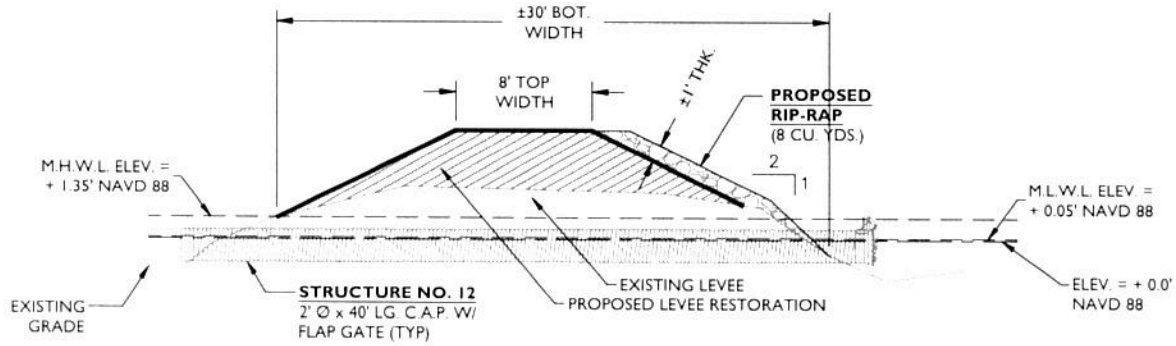 ±30' BOT.
WIDTH
8' TOP
WIDTH
±1' THK.
PROPOSED
RIP-RAP
(8 CU. YDS.)
2
1
M.H.W.L. ELEV. =
+ 1.35' NAVD 88
M.L.W.L. ELEV. =
+ 0.05' NAVD 88
ELEV. = + 0.0'
NAVD 88
EXISTING
GRADE
STRUCTURE NO. 12
2' Ø x 40' LG. C.A.P. W/
FLAP GATE (TYP)
EXISTING LEVEE
PROPOSED LEVEE RESTORATION